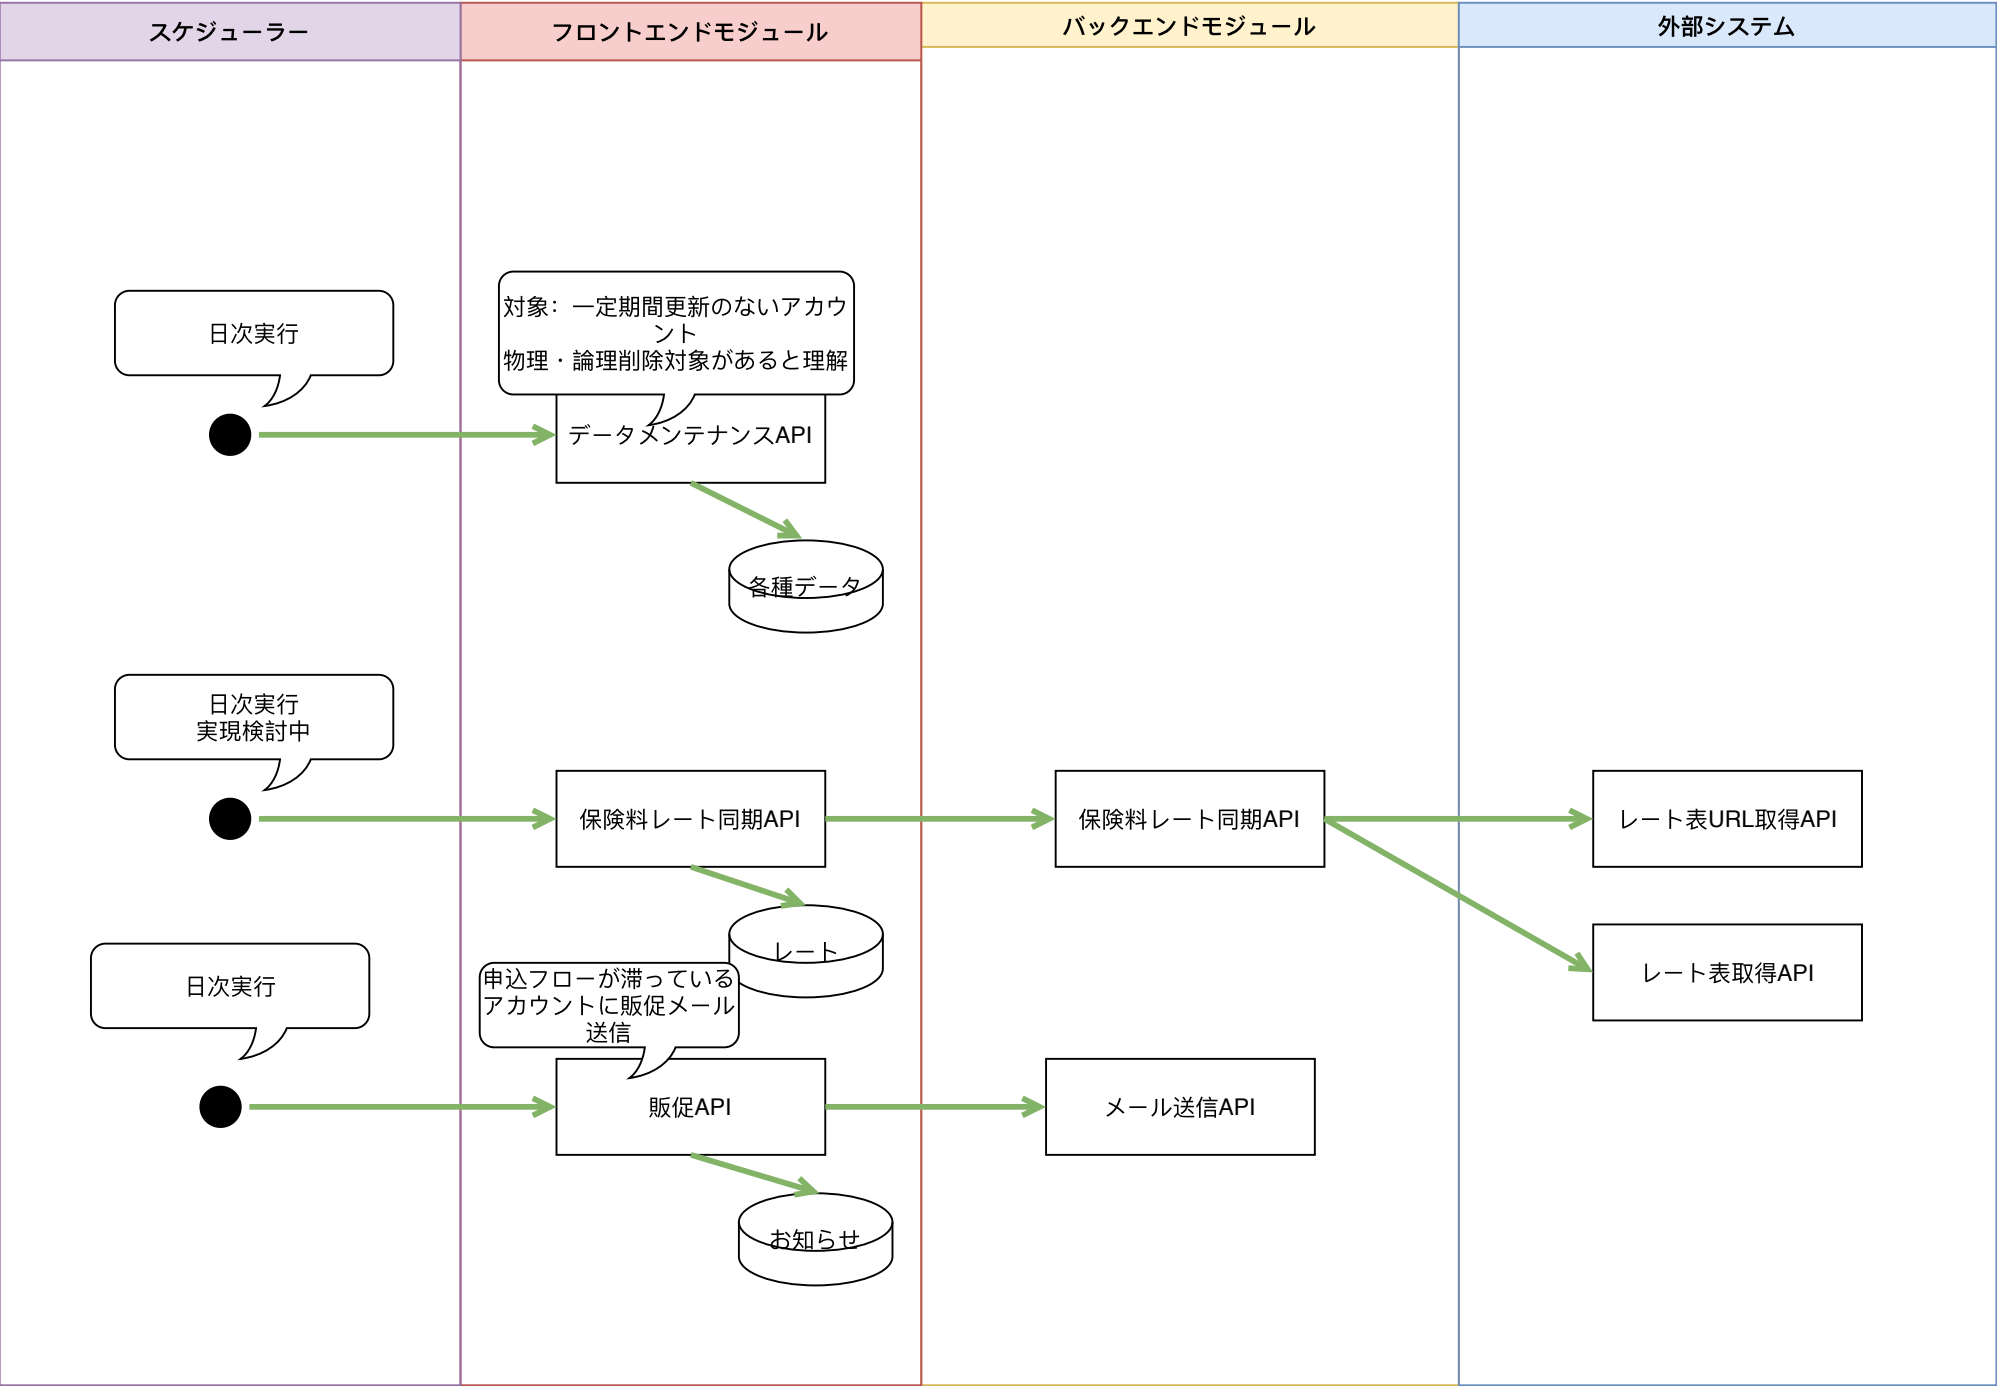 スケジューラー
フロントエンドモジュール
バックエンドモジュール
外部システム
日次実行
対象：一定期間更新のないアカウ
ント
物理・論理削除対象があると理解
データメンテナンスAPI
各種データ
日次実行
実現検討中
保険料レート同期API
保険料レート同期API
レート表URL取得API
レート
レート表取得API
日次実行
申込フローが滞っている
アカウントに販促メール
送信
販促API
メール送信API
お知らせ